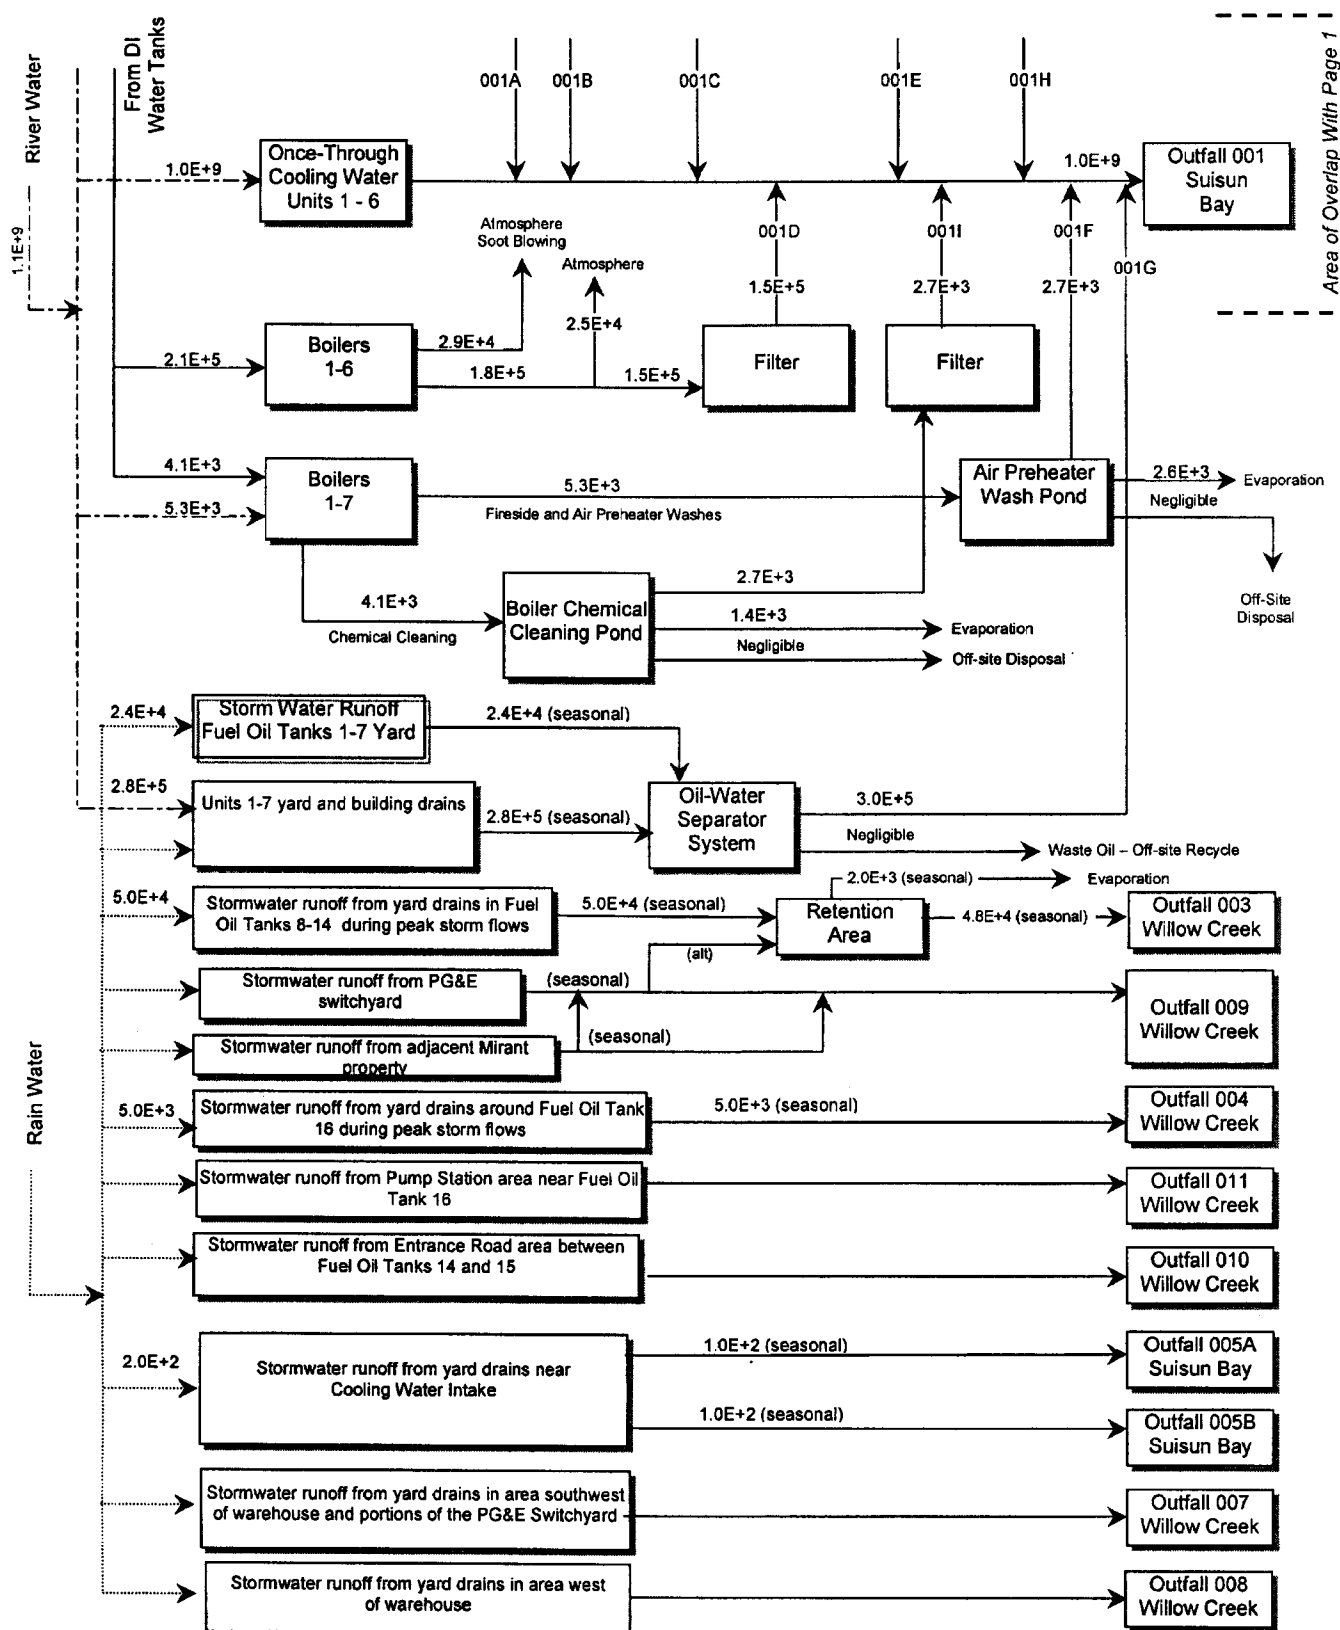 Area of Overlap With Page 1
River Water
From DI
Water Tanks
001A
001B
001C
001E
001H
1.0E+9
Once-Through
Cooling Water
Units 1 - 6
1.0E+9
Outfall 001
Suisun
Bay
1.1E+9
Atmosphere
Soot Blowing
Atmosphere
001D
001I
001F
001G
1.5E+5
2.7E+3
2.7E+3
2.5E+4
2.1E+5
Boilers
1-6
2.9E+4
1.8E+5
1.5E+5
Filter
Filter
4.1E+3
5.3E+3
Boilers
1-7
5.3E+3
Fireside and Air Preheater Washes
Air Preheater
Wash Pond
2.6E+3
Evaporation
Negligible
Off-Site
Disposal
4.1E+3
Chemical Cleaning
Boiler Chemical
Cleaning Pond
2.7E+3
1.4E+3
Evaporation
Negligible
Off-site Disposal
2.4E+4
Storm Water Runoff
Fuel Oil Tanks 1-7 Yard
2.4E+4 (seasonal)
2.8E+5
Units 1-7 yard and building drains
2.8E+5 (seasonal)
Oil-Water
Separator
System
3.0E+5
Negligible
Waste Oil – Off-site Recycle
5.0E+4
Stormwater runoff from yard drains in Fuel
Oil Tanks 8-14 during peak storm flows
5.0E+4 (seasonal)
2.0E+3 (seasonal)
Evaporation
Retention
Area
4.8E+4 (seasonal)
Outfall 003
Willow Creek
(alt)
Stormwater runoff from PG&E
switchyard
(seasonal)
Outfall 009
Willow Creek
Stormwater runoff from adjacent Mirant
property
(seasonal)
Rain Water
5.0E+3
Stormwater runoff from yard drains around Fuel Oil Tank
16 during peak storm flows
5.0E+3 (seasonal)
Outfall 004
Willow Creek
Stormwater runoff from Pump Station area near Fuel Oil
Tank 16
Outfall 011
Willow Creek
Stormwater runoff from Entrance Road area between
Fuel Oil Tanks 14 and 15
Outfall 010
Willow Creek
2.0E+2
Stormwater runoff from yard drains near
Cooling Water Intake
1.0E+2 (seasonal)
Outfall 005A
Suisun Bay
1.0E+2 (seasonal)
Outfall 005B
Suisun Bay
Stormwater runoff from yard drains in area southwest
of warehouse and portions of the PG&E Switchyard
Outfall 007
Willow Creek
Stormwater runoff from yard drains in area west
of warehouse
Outfall 008
Willow Creek